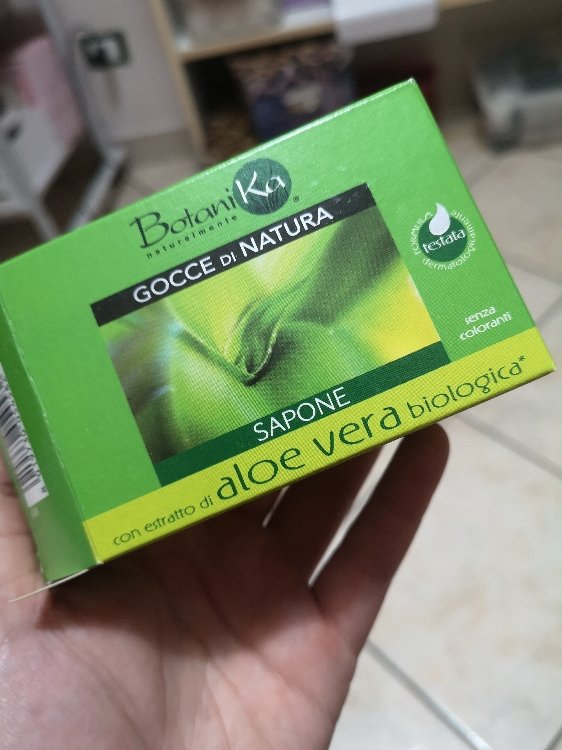 BotaniKa®
naturalmente
GOCCE DI NATURA
FORMULA
testata
dermatologicamente
senza
coloranti
SAPONE
con estratto di aloe vera biologica*